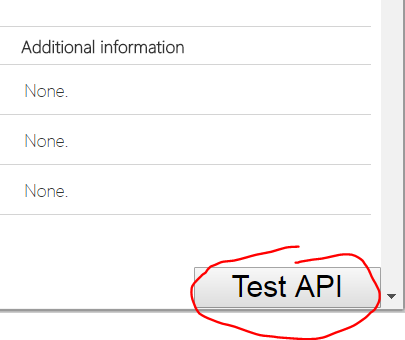 Additional information
None.
None.
None.
Test API